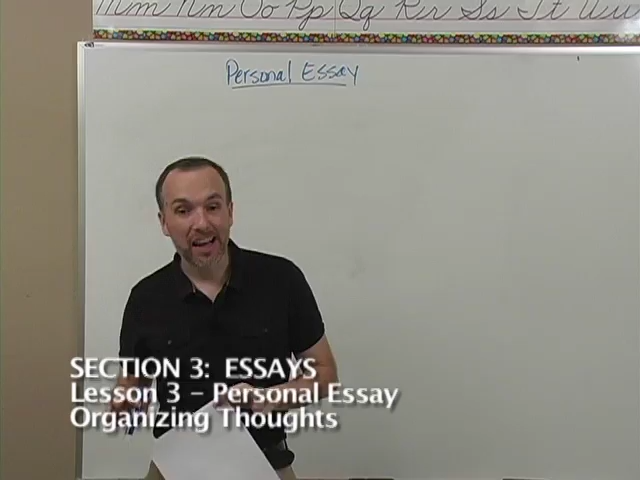 Mm Nn Oo Pp Qq Rr Ss Tt Uu
Personal Essay
SECTION 3: ESSAYS
Lesson 3 – Personal Essay
Organizing Thoughts